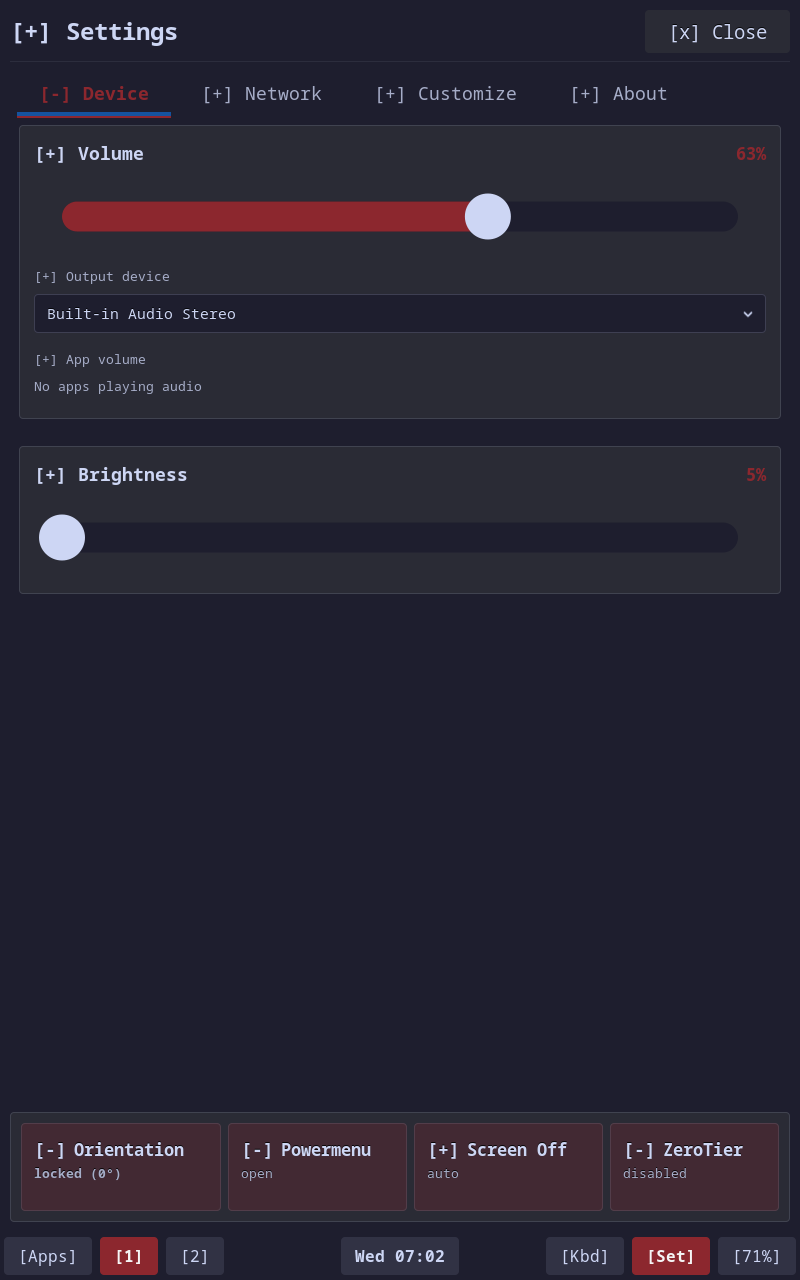 [+] Settings [x] Close
[-] Device [+] Network [+] Customize [+] About
[+] Volume 63%
[+] Output device
Built-in Audio Stereo
[+] App volume
No apps playing audio
[+] Brightness 5%
[-] Orientation [-] Powermenu [+] Screen Off [-] ZeroTier
locked (0°) open auto disabled
[Apps] [1] [2] Wed 07:02 [Kbd] [Set] [71%]